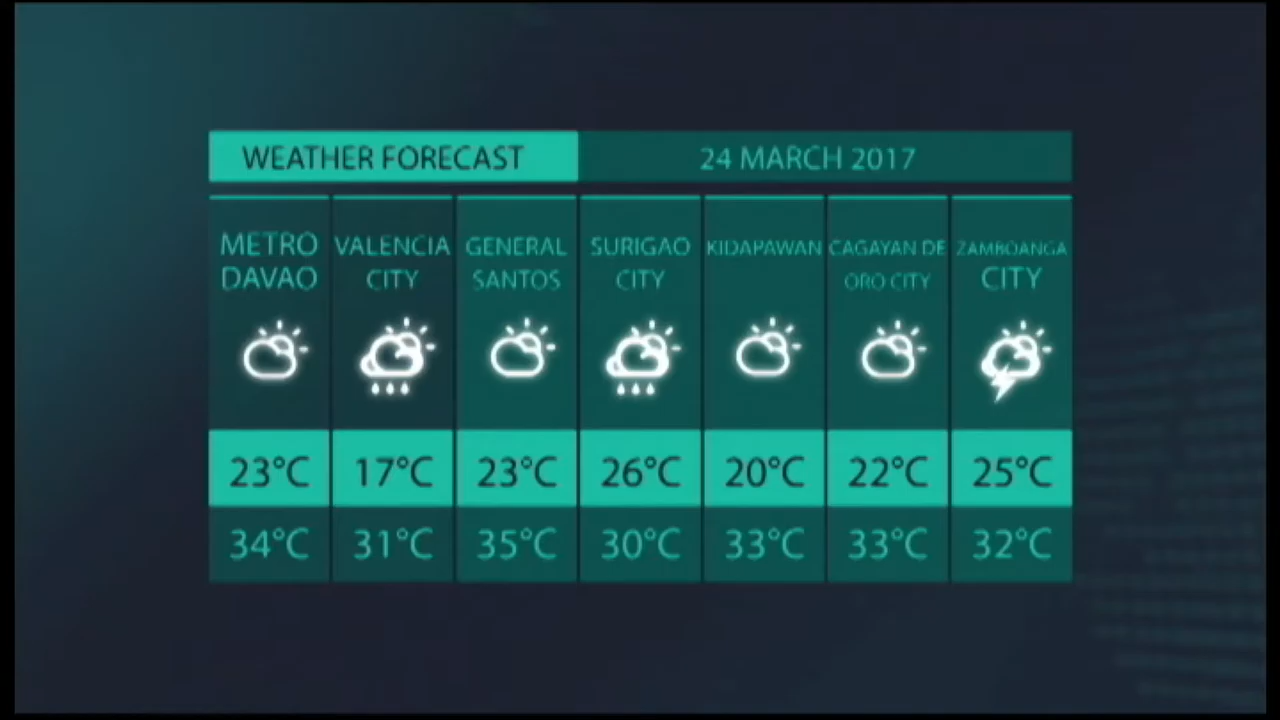 WEATHER FORECAST
24 MARCH 2017
METRO
DAVAO
VALENCIA
CITY
GENERAL
SANTOS
SURIGAO
CITY
KIDAPAWAN
CAGAYAN DE
ORO CITY
ZAMBOANGA
CITY
23°C 17°C 23°C 26°C 20°C 22°C 25°C
34°C 31°C 35°C 30°C 33°C 33°C 32°C